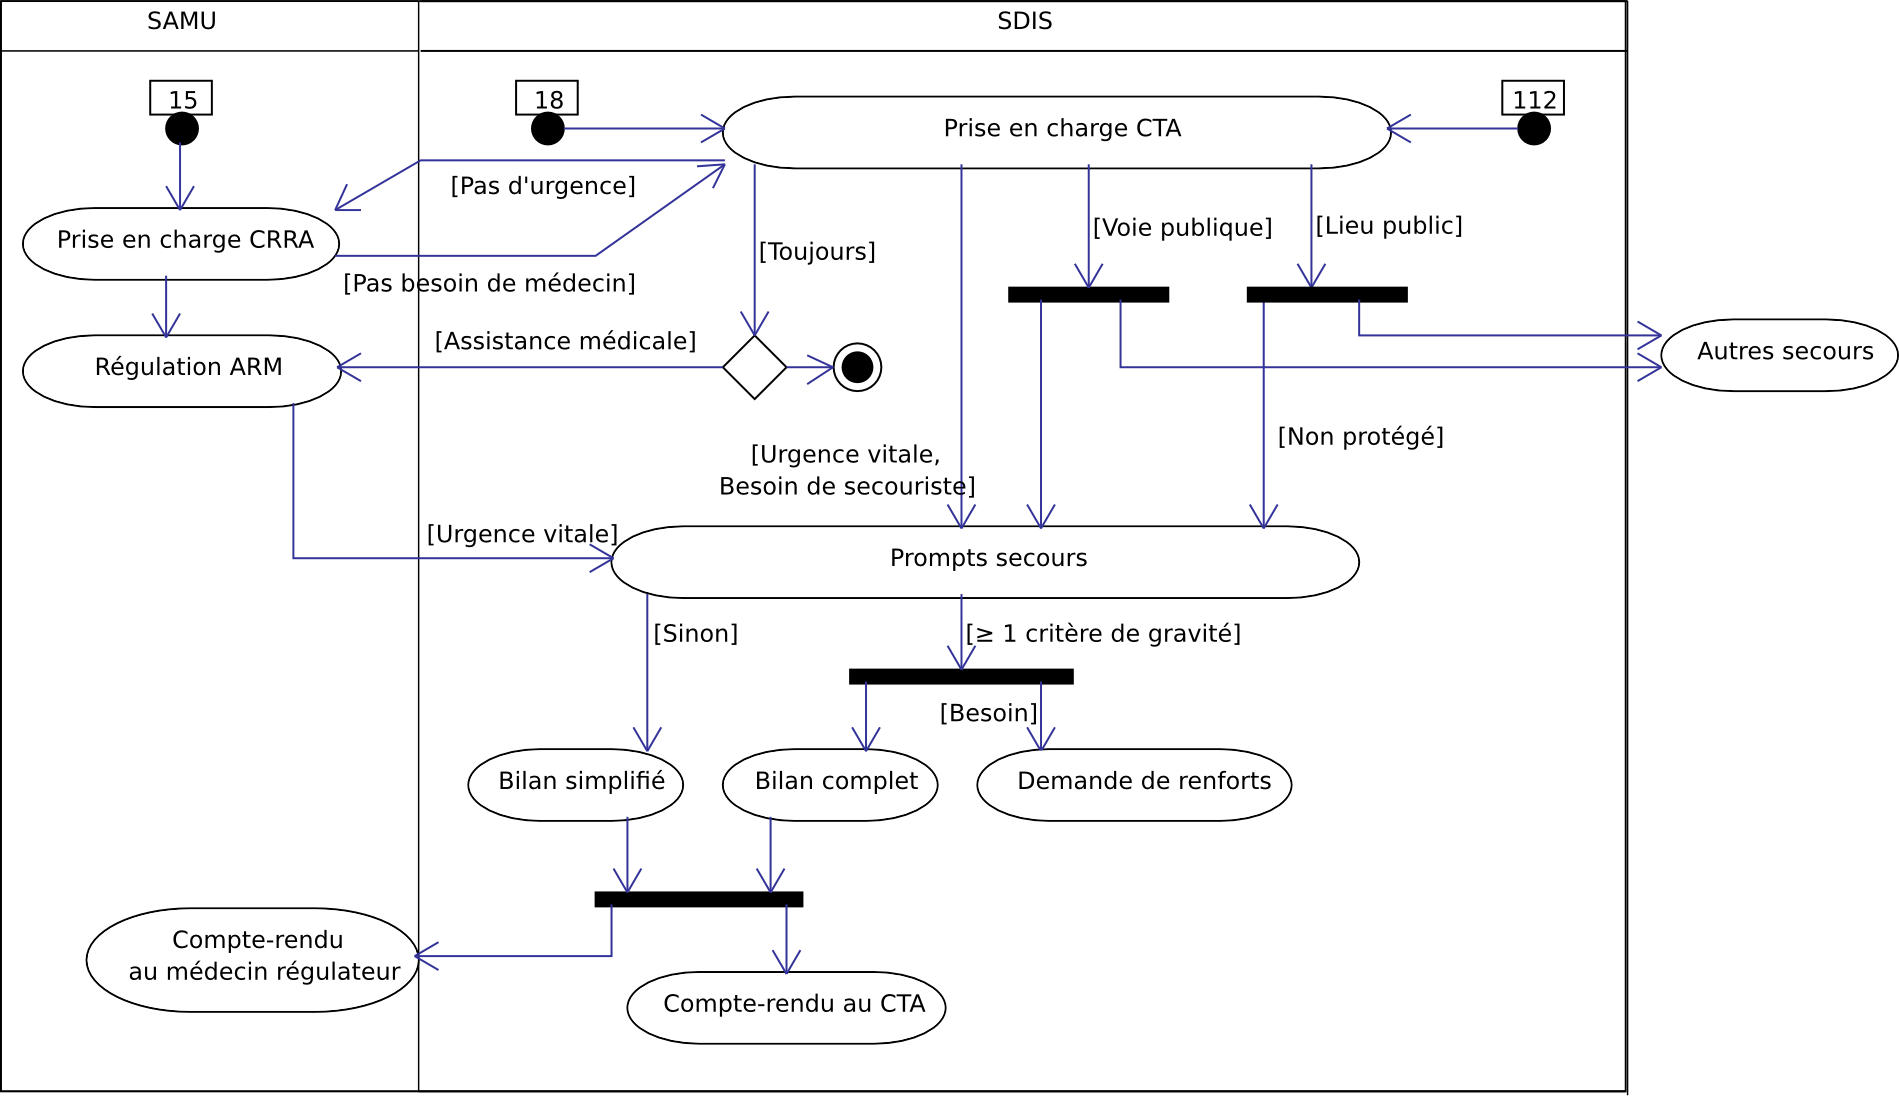 SAMU
SDIS
15
18
112
Prise en charge CTA
[Pas d'urgence]
[Voie publique]
[Lieu public]
Prise en charge CRRA
[Toujours]
[Pas besoin de médecin]
[Assistance médicale]
Autres secours
Régulation ARM
[Non protégé]
[Urgence vitale,
Besoin de secouriste]
[Urgence vitale]
Prompts secours
[Sinon]
[≥ 1 critère de gravité]
[Besoin]
Bilan simplifié
Bilan complet
Demande de renforts
Compte-rendu
au médecin régulateur
Compte-rendu au CTA